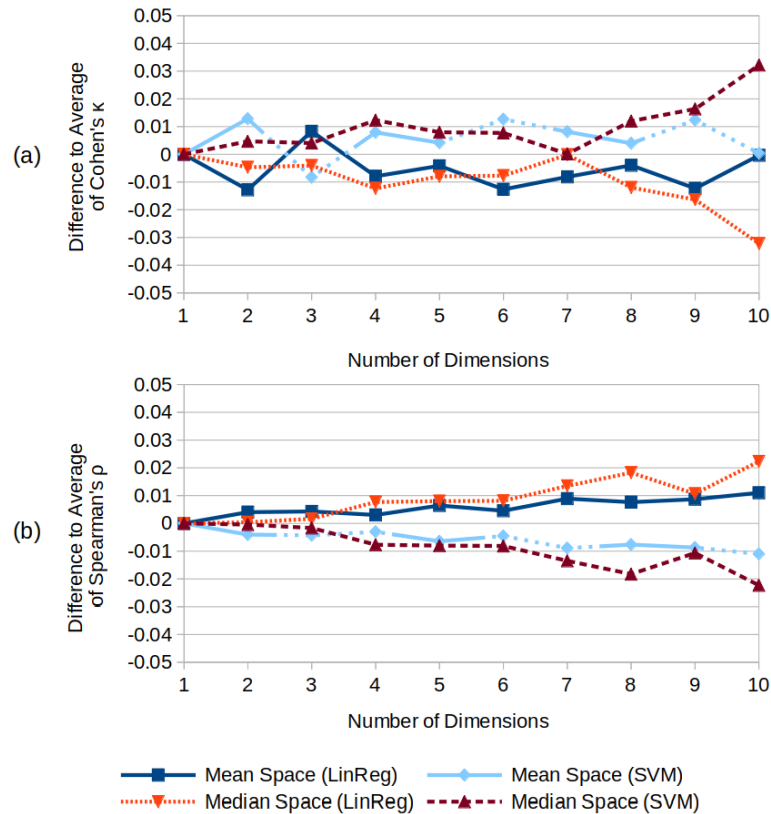 (a)
Difference to Average
of Cohen's κ
0.05
0.04
0.03
0.02
0.01
0
-0.01
-0.02
-0.03
-0.04
-0.05
1 2 3 4 5 6 7 8 9 10
Number of Dimensions
(b)
Difference to Average
of Spearman's ρ
0.05
0.04
0.03
0.02
0.01
0
-0.01
-0.02
-0.03
-0.04
-0.05
1 2 3 4 5 6 7 8 9 10
Number of Dimensions
Mean Space (LinReg) Mean Space (SVM)
Median Space (LinReg) Median Space (SVM)